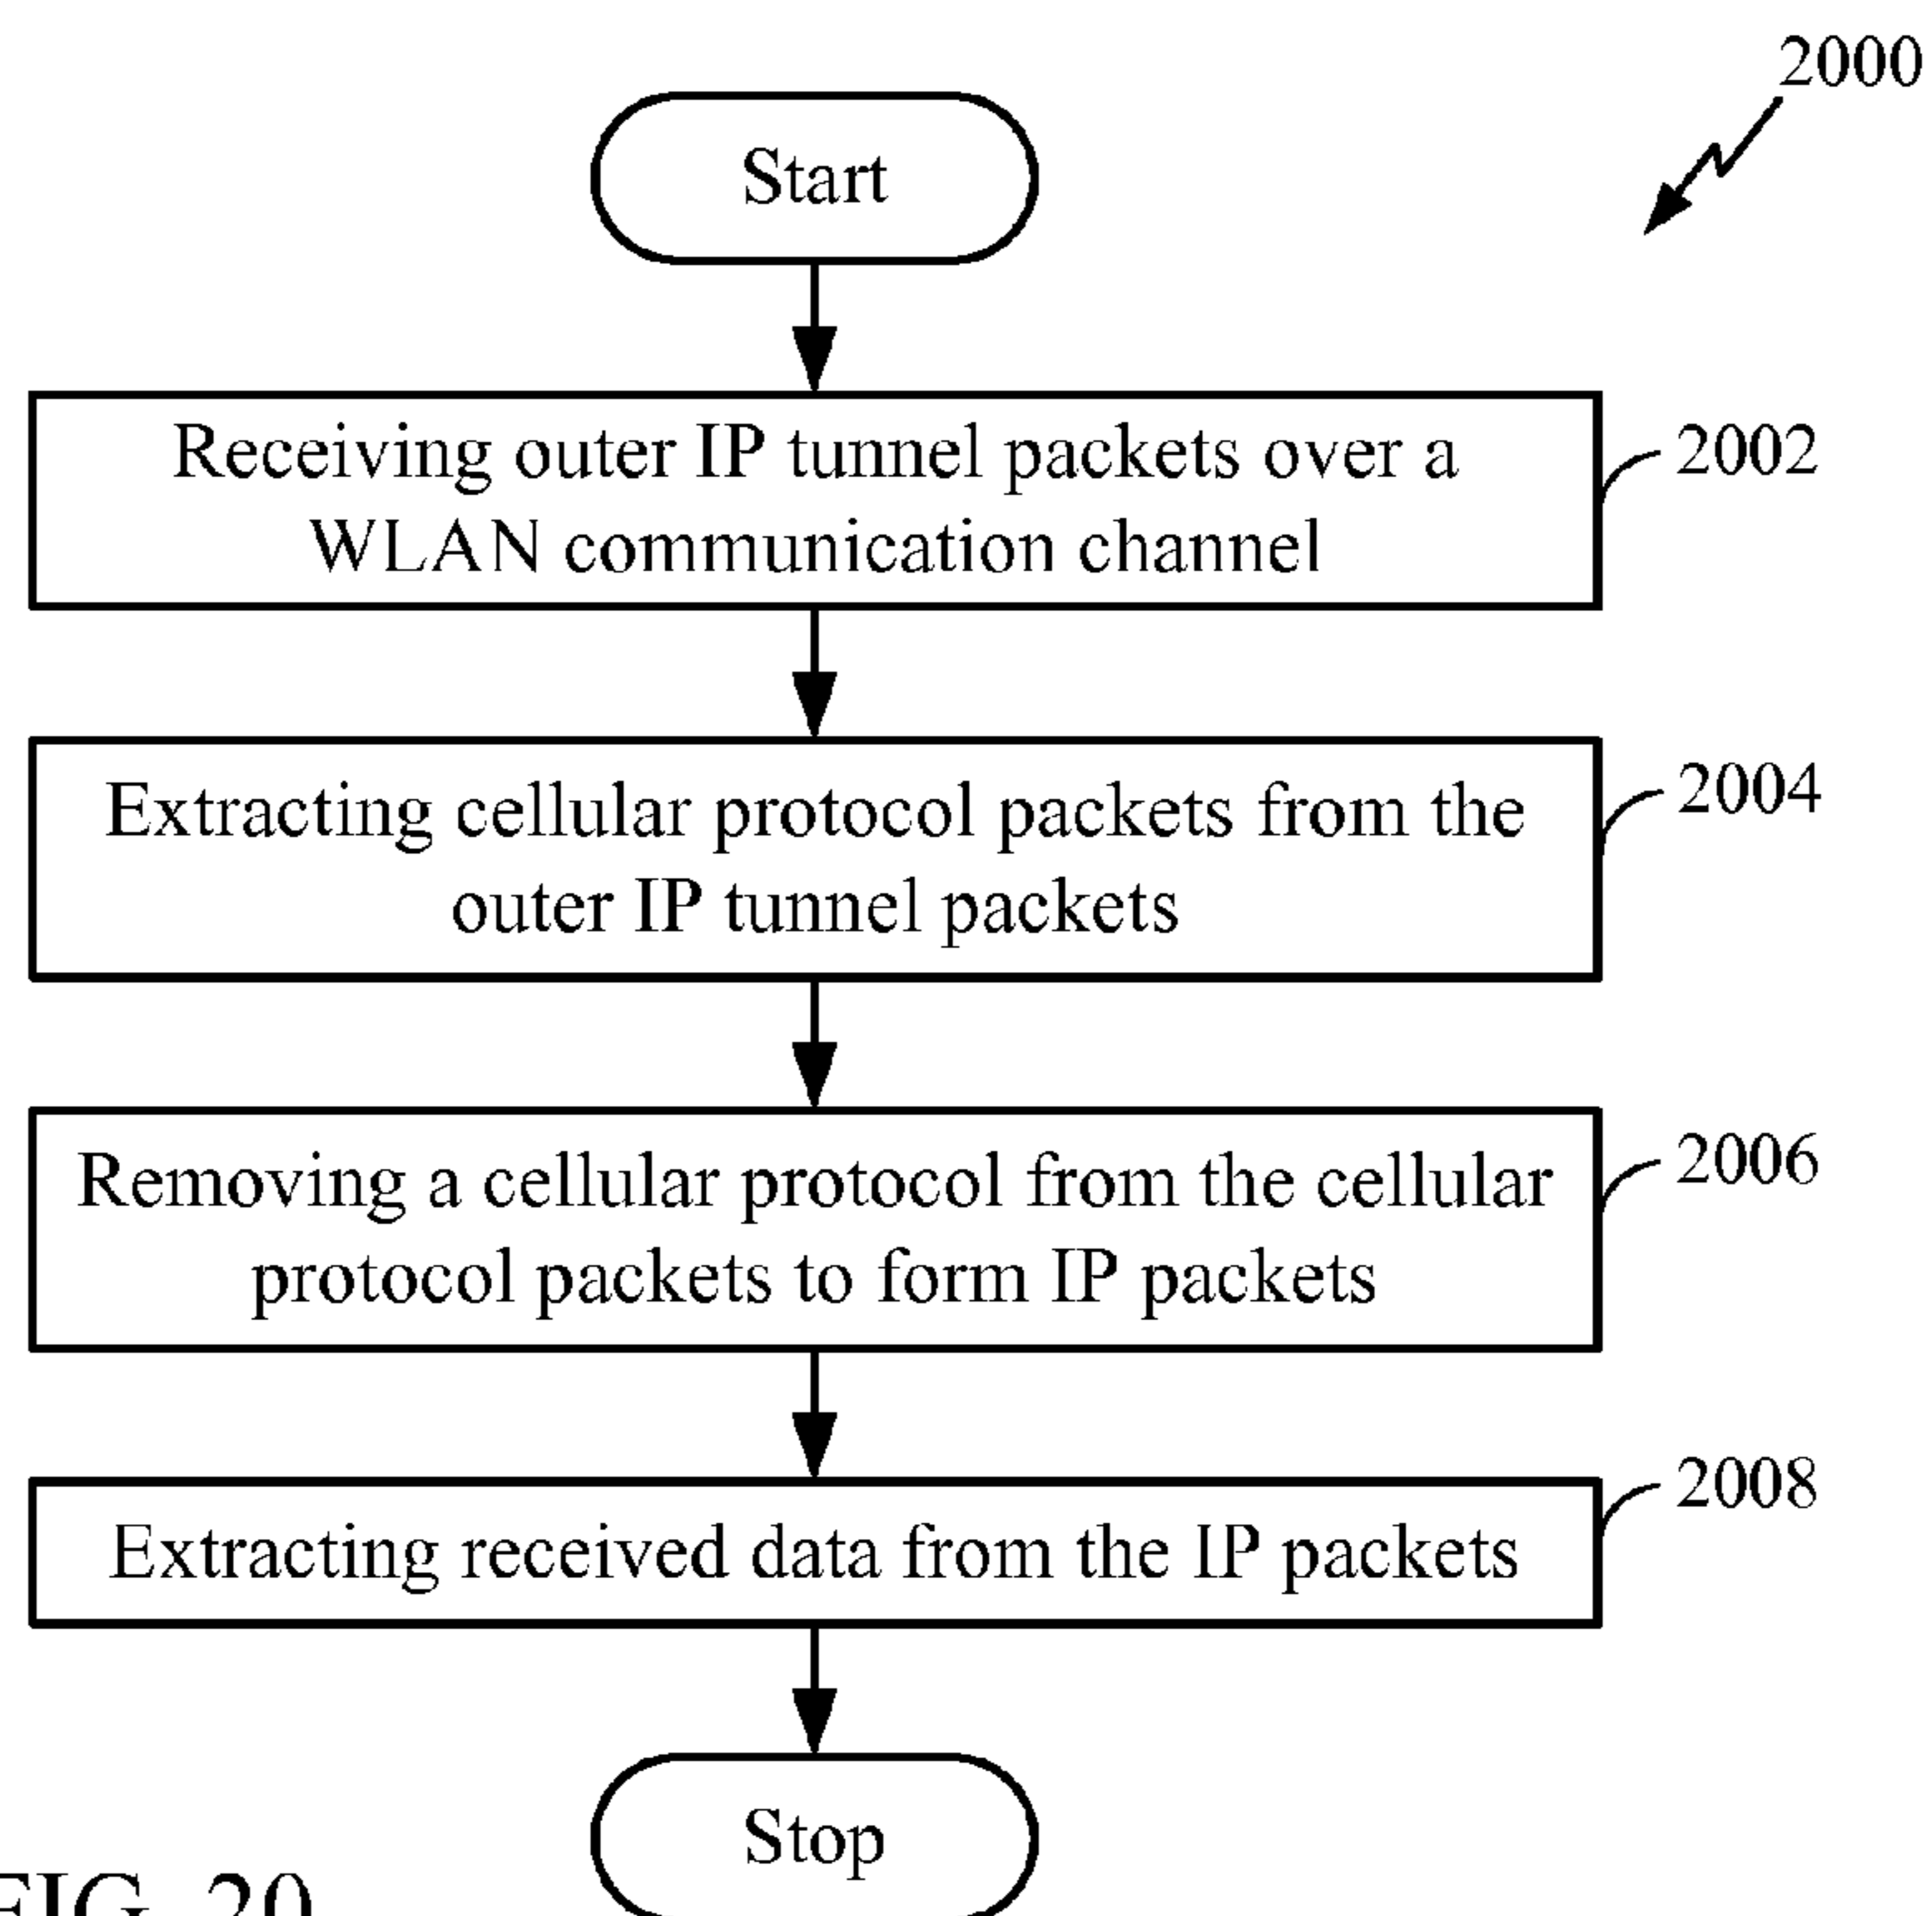 2000
Start
Receiving outer IP tunnel packets over a
WLAN communication channel
2002
Extracting cellular protocol packets from the
outer IP tunnel packets
2004
Removing a cellular protocol from the cellular
protocol packets to form IP packets
2006
Extracting received data from the IP packets
2008
Stop
FIG. 20